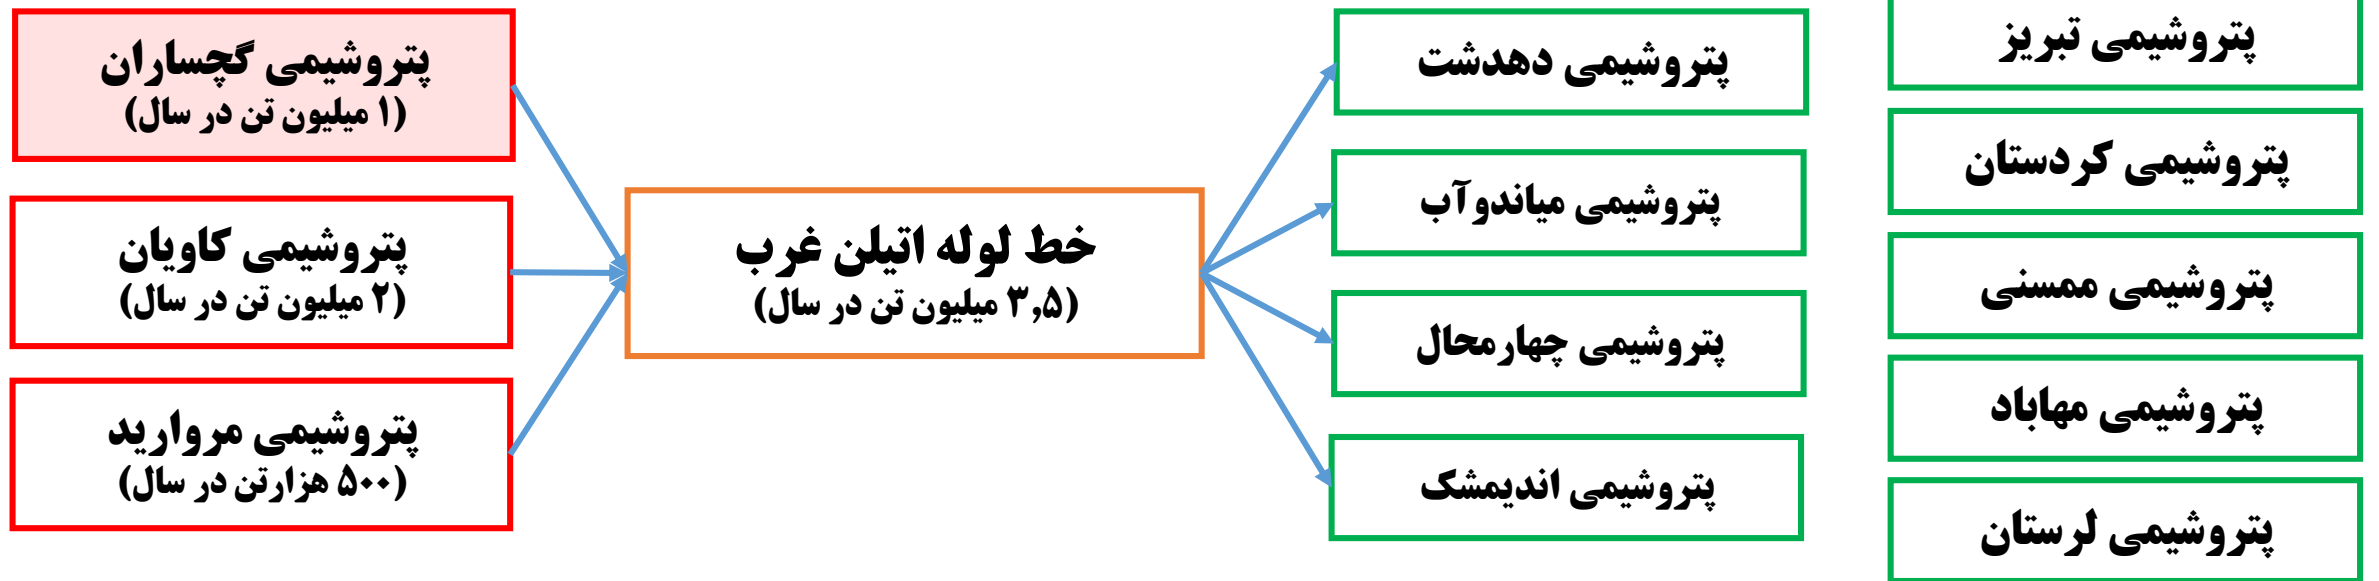 پتروشیمی گچساران
(۱ میلیون تن در سال)
پتروشیمی کاویان
(۲ میلیون تن در سال)
پتروشیمی مروارید
(۵۰۰ هزارتن در سال)
خط لوله اتیلن غرب
(۳,۵ میلیون تن در سال)
پتروشیمی دهدشت
پتروشیمی میاندوآب
پتروشیمی چهارمحال
پتروشیمی اندیمشک
پتروشیمی تبریز
پتروشیمی کردستان
پتروشیمی ممسنی
پتروشیمی مهاباد
پتروشیمی لرستان